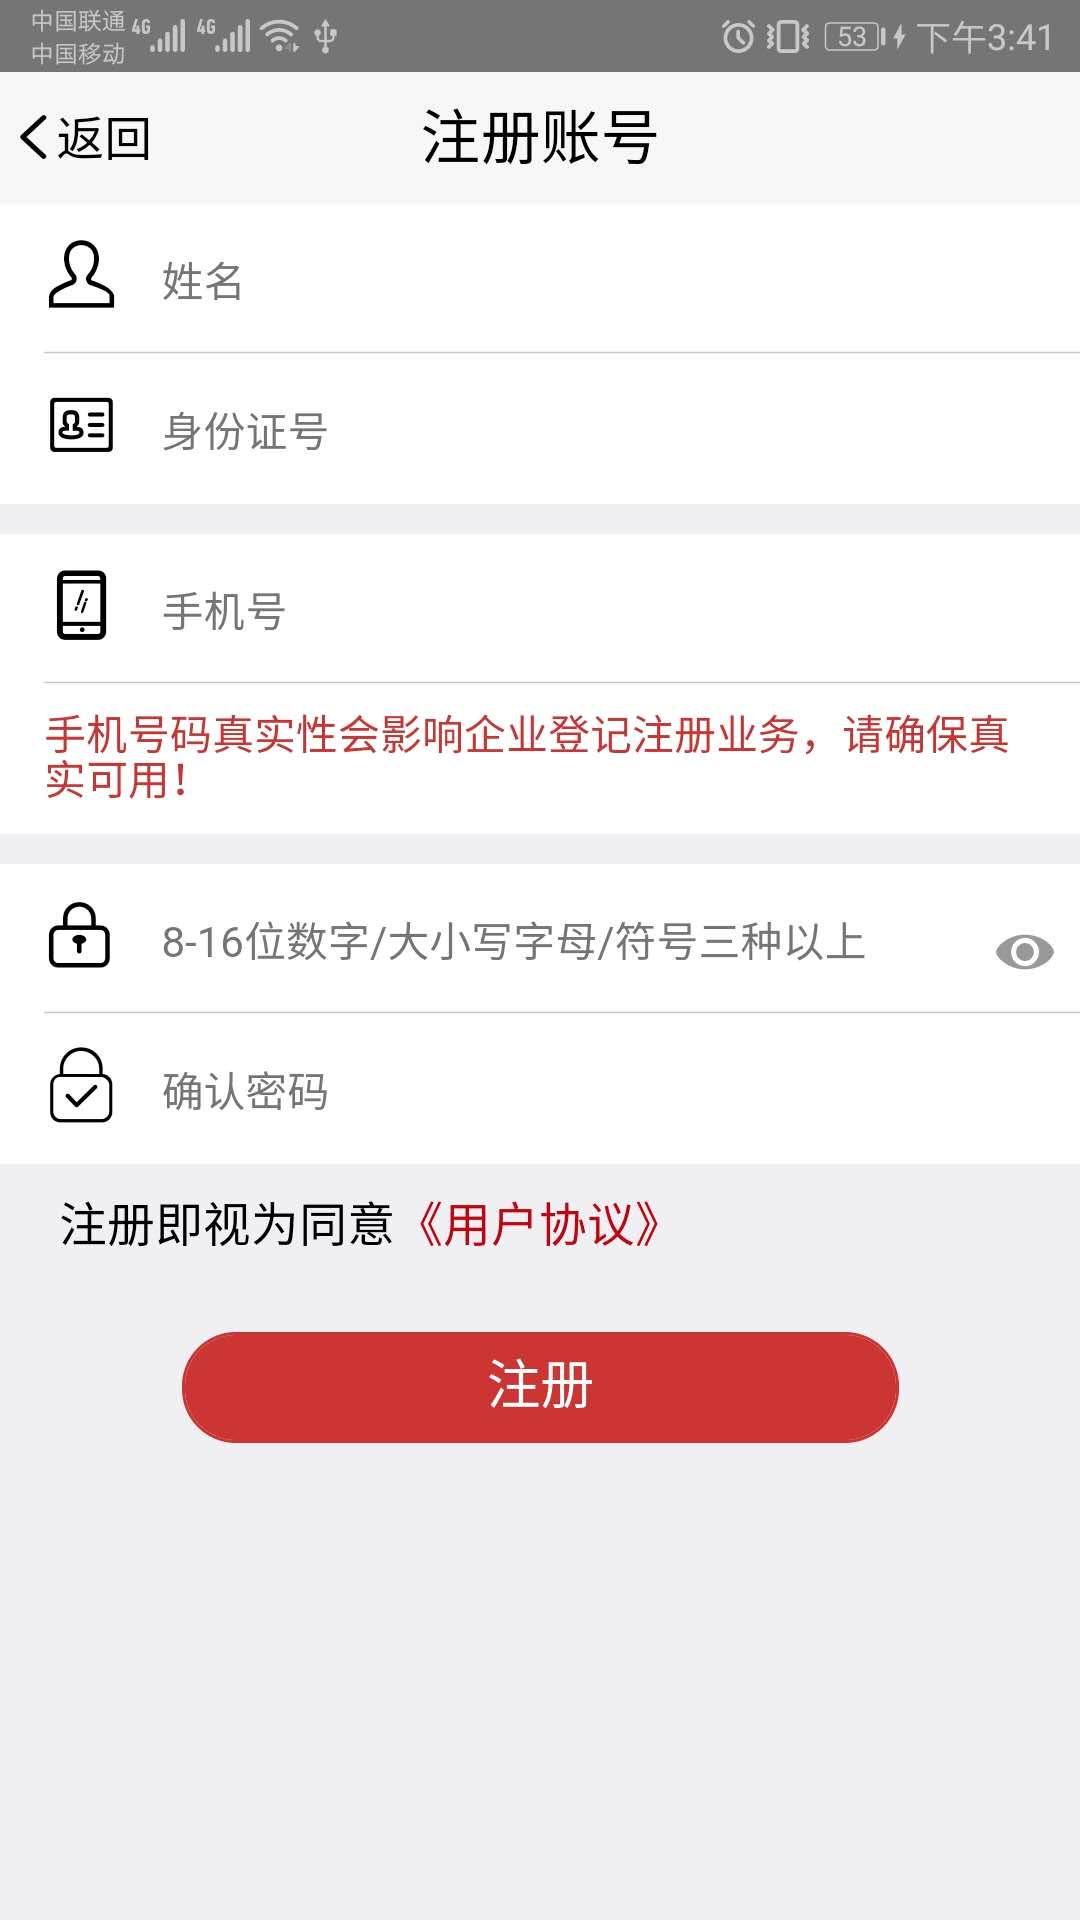 中国联通 4G 4G 53 下午3:41
中国移动
返回 注册账号
姓名
身份证号
手机号
手机号码真实性会影响企业登记注册业务，请确保真
实可用！
8-16位数字/大小写字母/符号三种以上
确认密码
注册即视为同意《用户协议》
注册